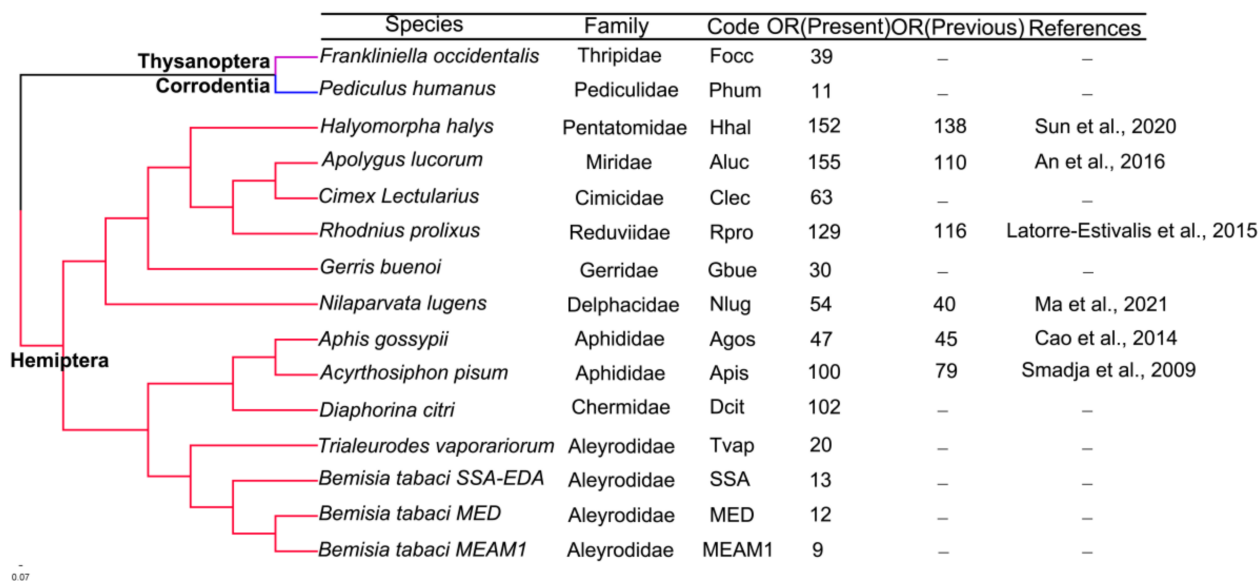 Species Family Code OR(Present)OR(Previous) References
Thysanoptera
Corrodentia
Hemiptera
Frankliniella occidentalis Thripidae Focc 39 – –
Pediculus humanus Pediculidae Phum 11 – –
Halyomorpha halys Pentatomidae Hhal 152 138 Sun et al., 2020
Apolygus lucorum Miridae Aluc 155 110 An et al., 2016
Cimex Lectularius Cimicidae Clec 63 – –
Rhodnius prolixus Reduviidae Rpro 129 116 Latorre-Estivalis et al., 2015
Gerris buenoi Gerridae Gbue 30 – –
Nilaparvata lugens Delphacidae Nlug 54 40 Ma et al., 2021
Aphis gossypii Aphididae Agos 47 45 Cao et al., 2014
Acyrthosiphon pisum Aphididae Apis 100 79 Smadja et al., 2009
Diaphorina citri Chermidae Dcit 102 – –
Trialeurodes vaporariorum Aleyrodidae Tvap 20 – –
Bemisia tabaci SSA-EDA Aleyrodidae SSA 13 – –
Bemisia tabaci MED Aleyrodidae MED 12 – –
Bemisia tabaci MEAM1 Aleyrodidae MEAM1 9 – –
0.07